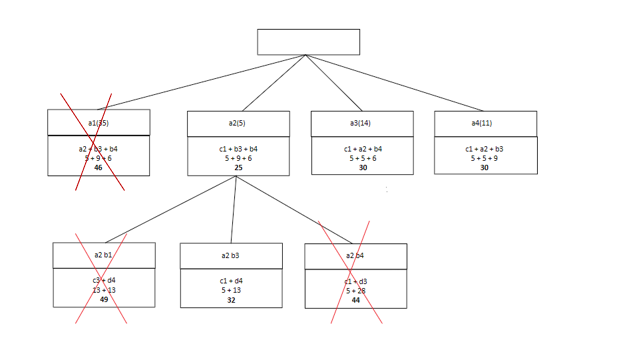 a1(35)
a2 + b3 + b4
5 + 9 + 6
46
a2(5)
c1 + b3 + b4
5 + 9 + 6
25
a3(14)
c1 + a2 + b4
5 + 5 + 6
30
a4(11)
c1 + a2 + b3
5 + 5 + 9
30
a2 b1
c3 + d4
13 + 13
49
a2 b3
c1 + d4
5 + 13
32
a2 b4
c1 + d3
5 + 28
44